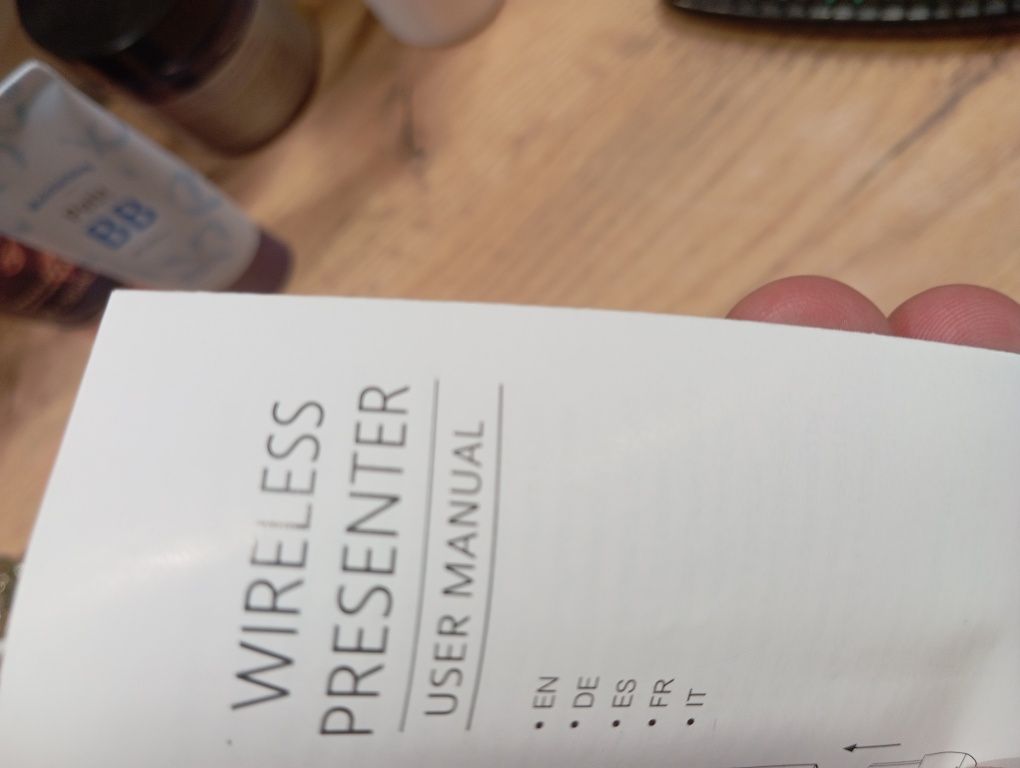 WIRELESS
PRESENTER
USER MANUAL
• EN
• DE
• ES
• FR
• IT
BB